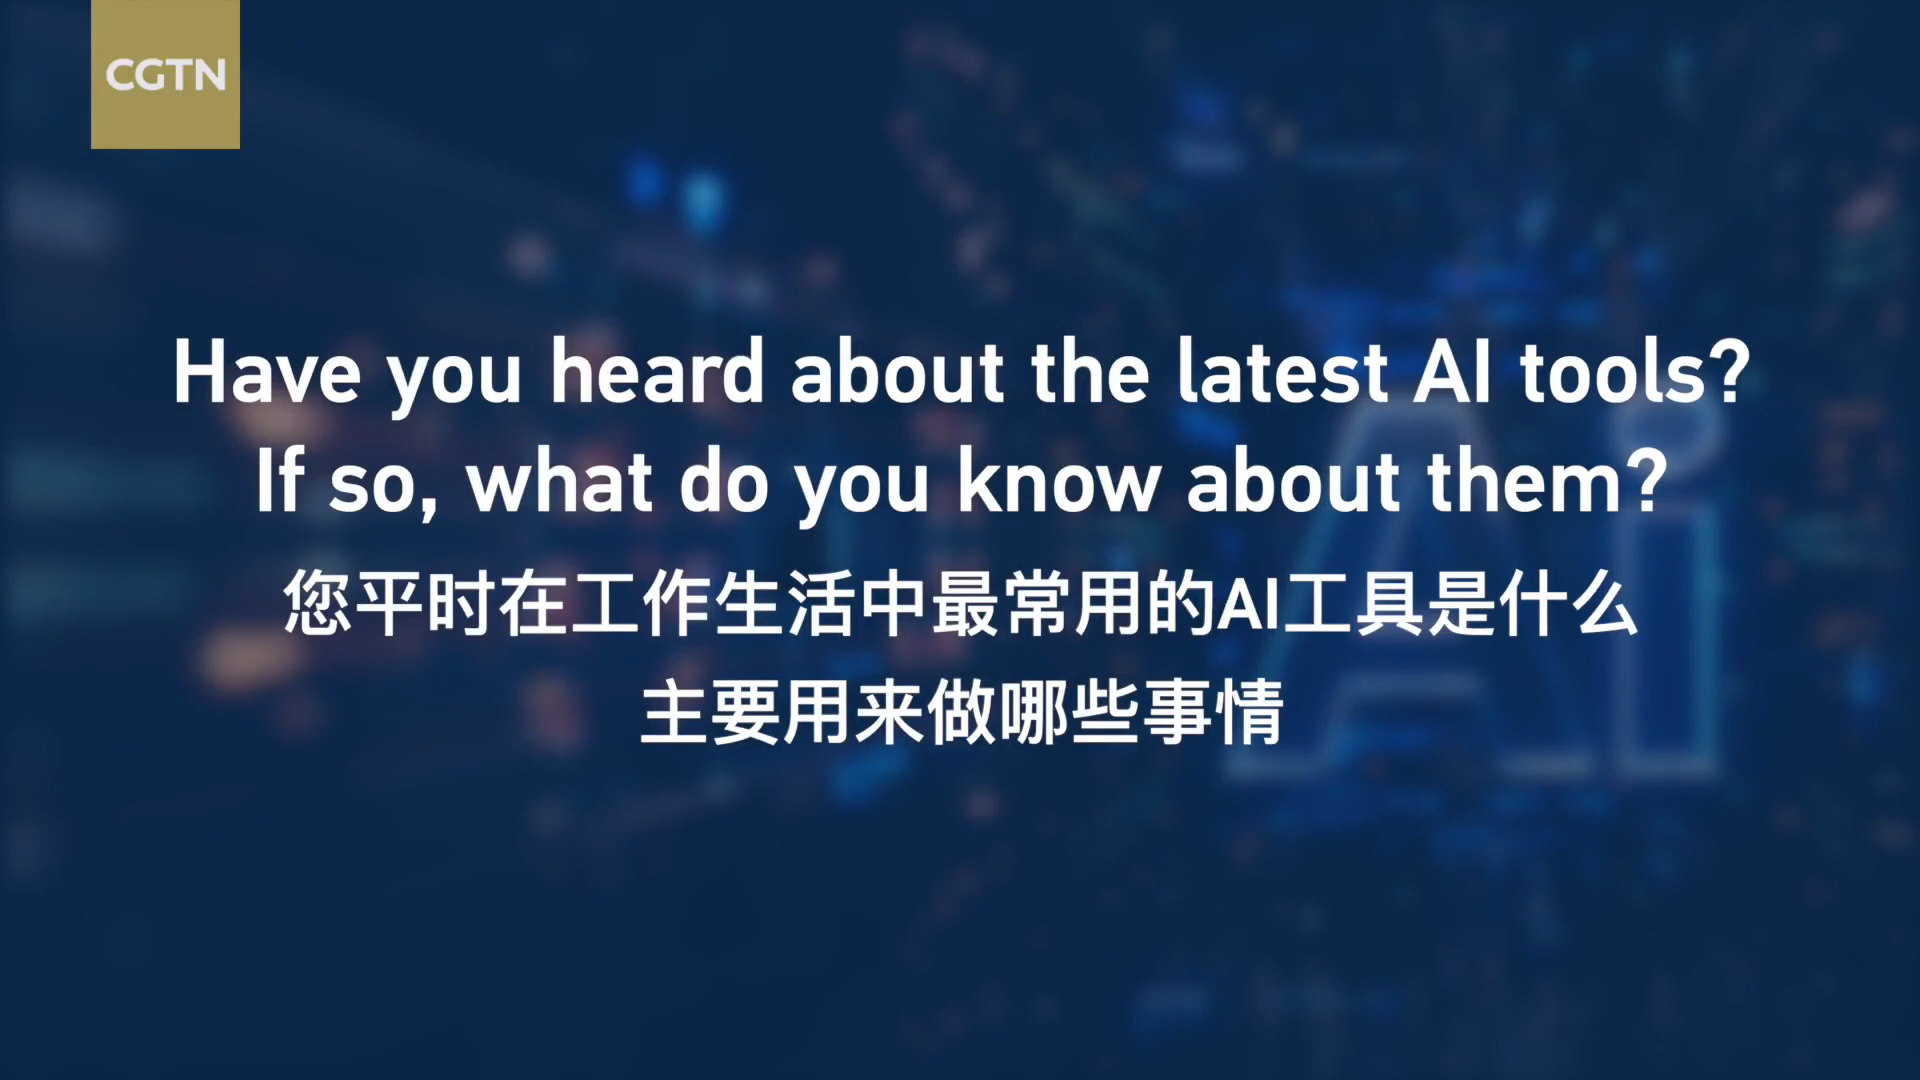 CGTN
Have you heard about the latest AI tools?
If so, what do you know about them?
您平时在工作生活中最常用的AI工具是什么
主要用来做哪些事情
Ai